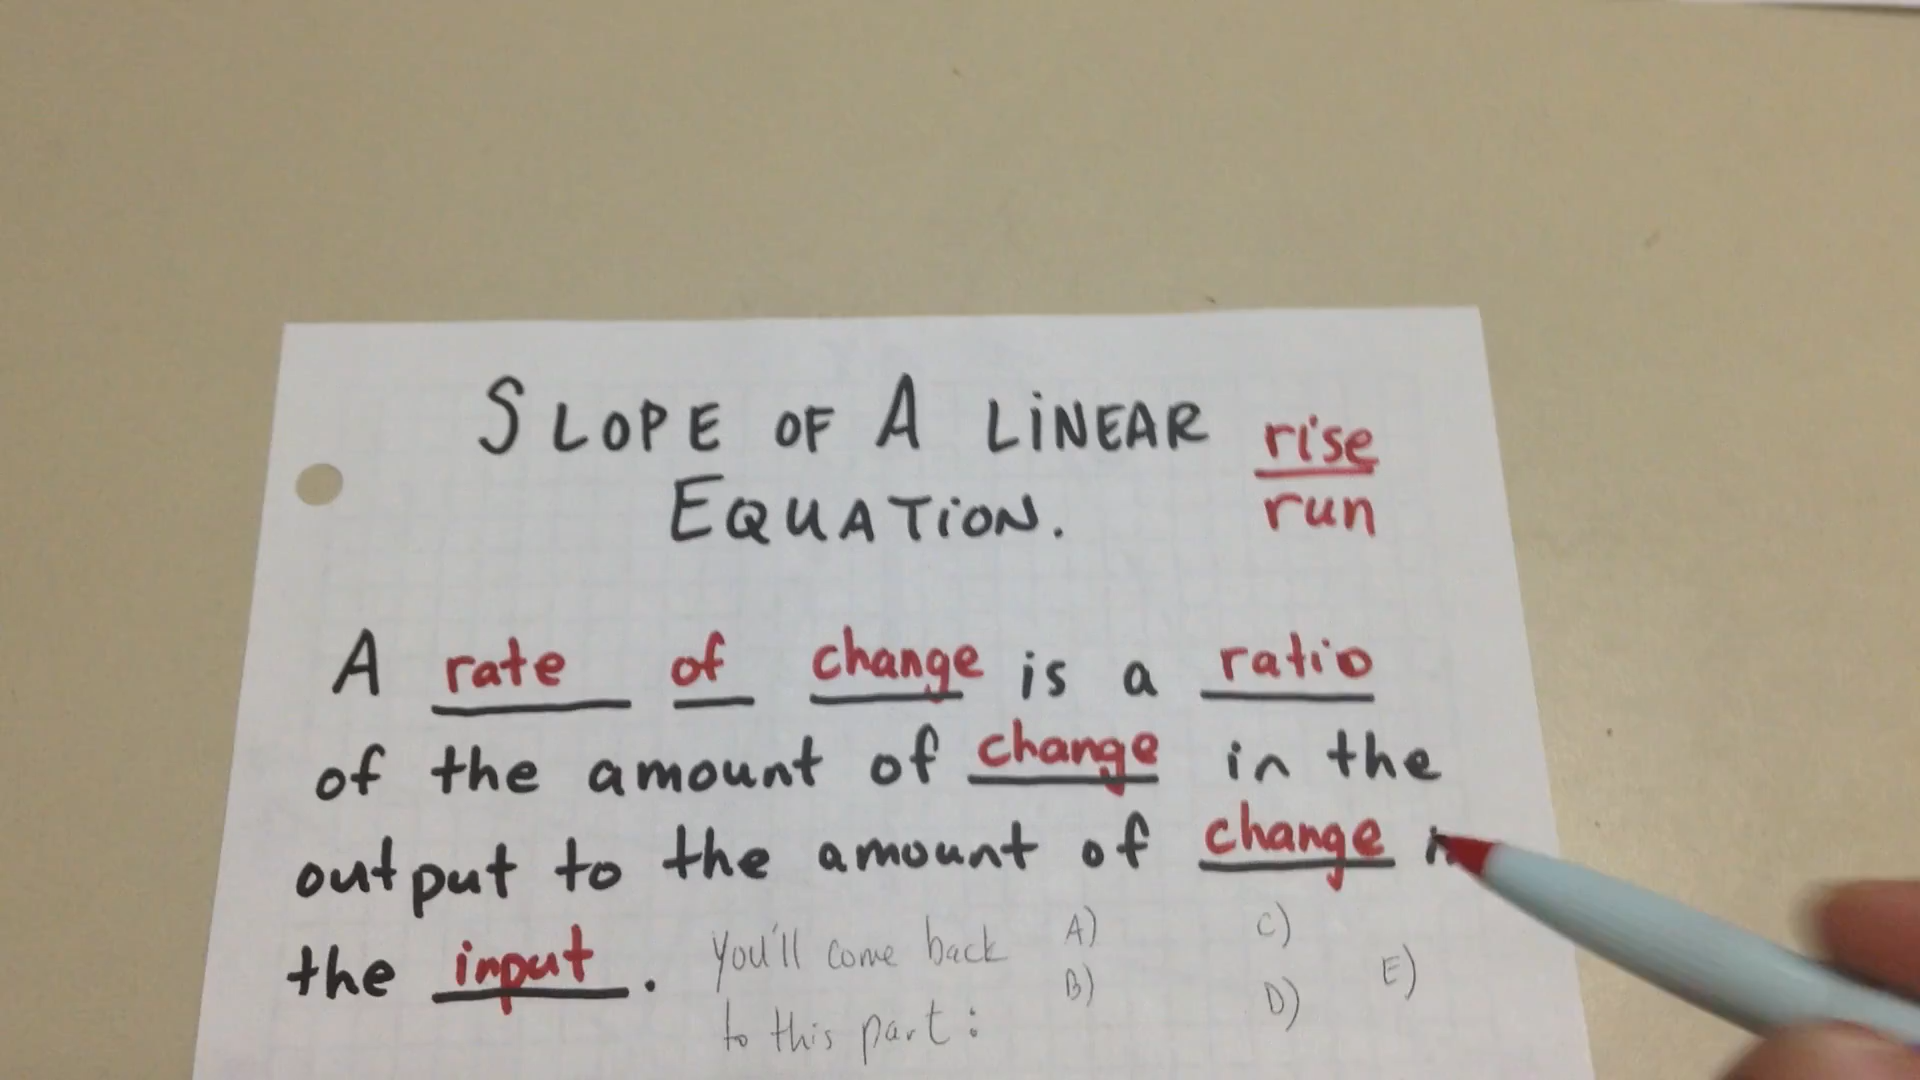 SLOPE OF A LINEAR
EQUATION.
rise
run
A rate of change is a ratio
of the amount of change in the
output to the amount of change
the input.
You'll come back
to this part:
A)
B)
C)
D)
E)